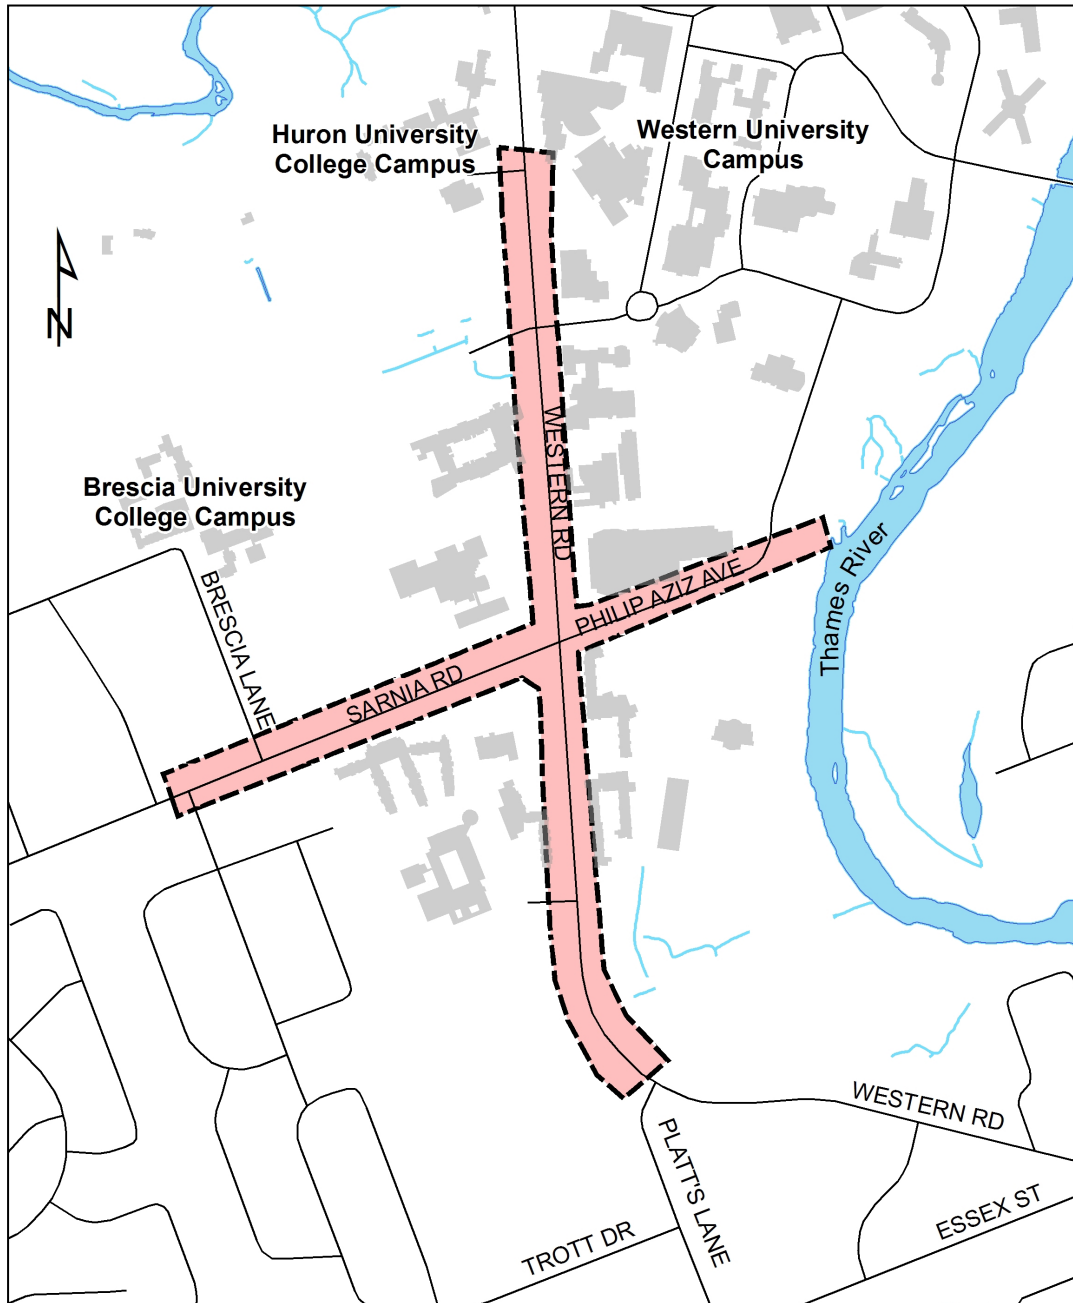 Huron University
College Campus
Western University
Campus
N
WESTERN RD
Brescia University
College Campus
BRESCIA LANE
PHILIP AZIZ AVE
Thames River
SARNIA RD
WESTERN RD
PLATT'S LANE
ESSEX ST
TROTT DR